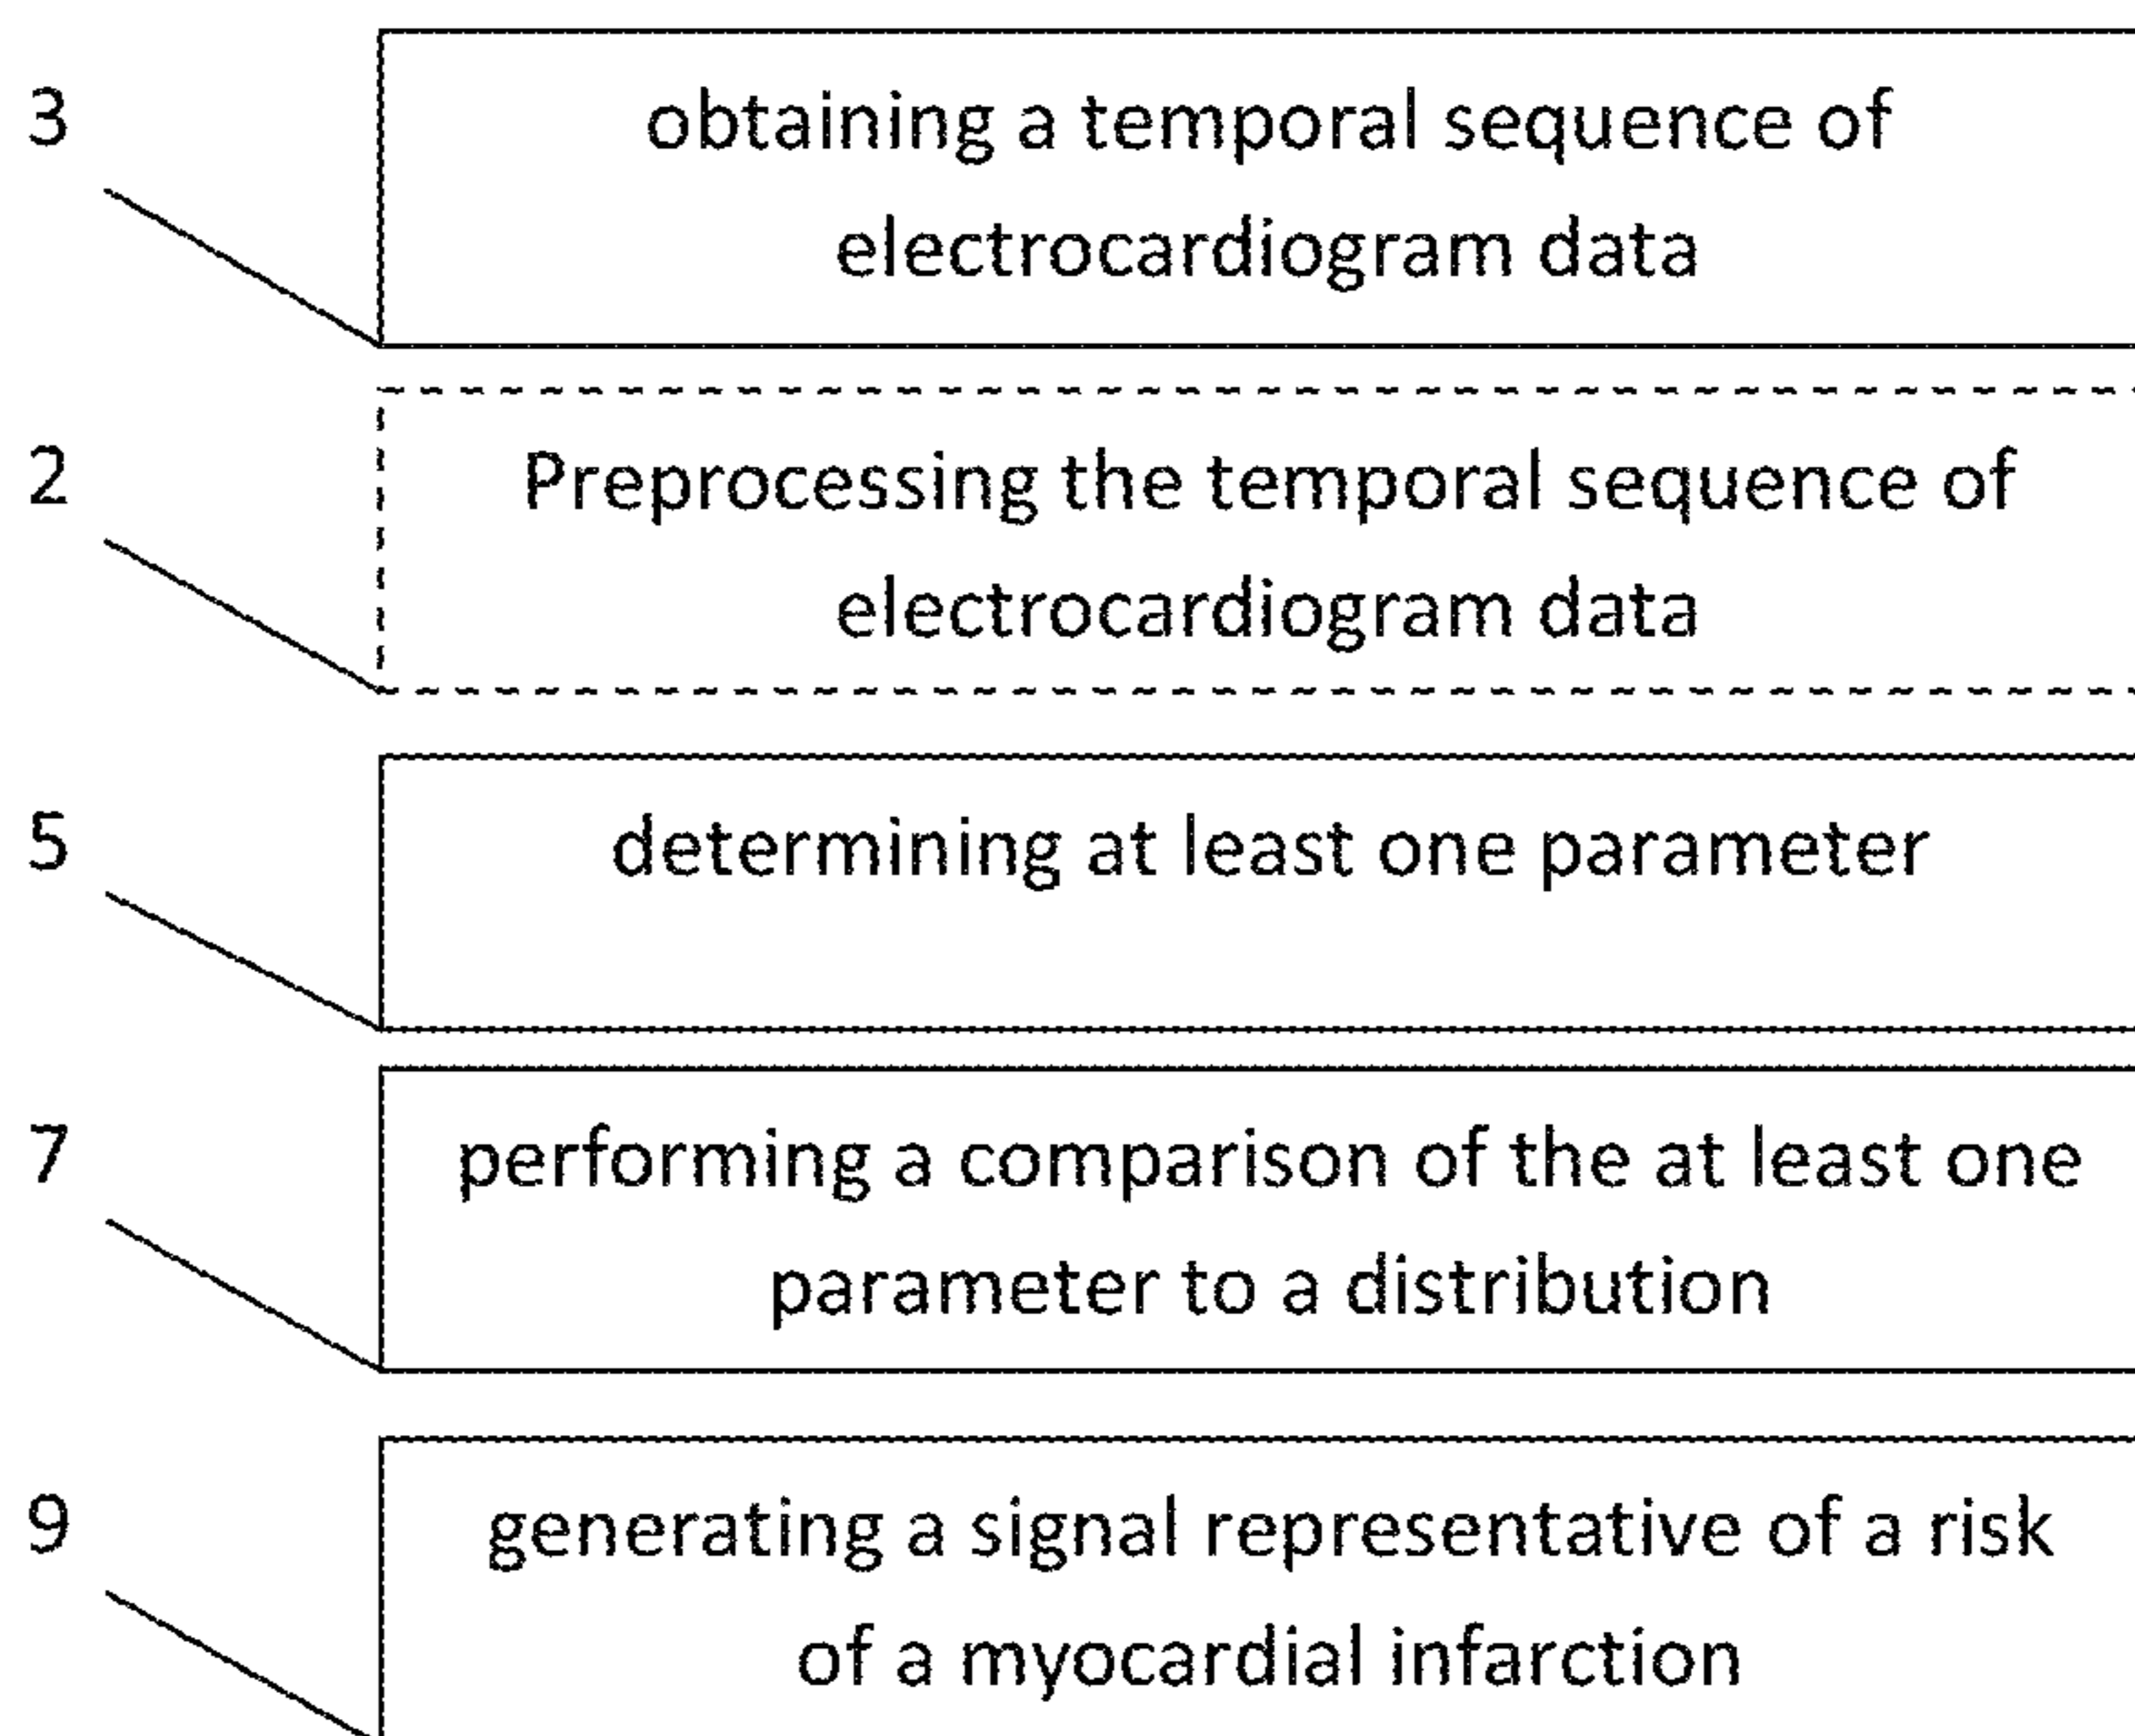 3
obtaining a temporal sequence of
electrocardiogram data
2
Preprocessing the temporal sequence of
electrocardiogram data
5
determining at least one parameter
7
performing a comparison of the at least one
parameter to a distribution
9
generating a signal representative of a risk
of a myocardial infarction